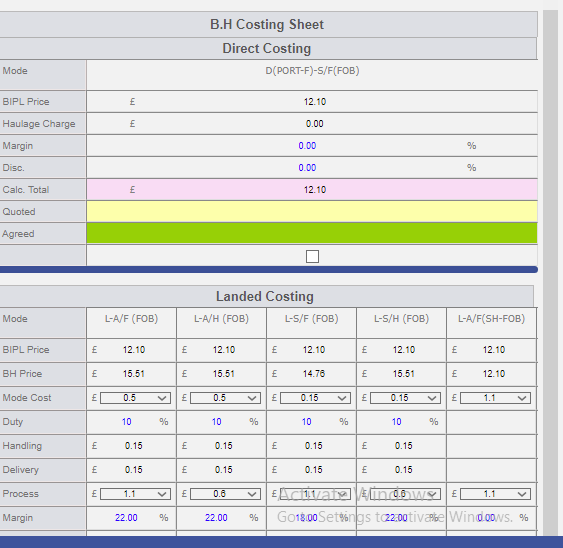 B.H Costing Sheet
Direct Costing
Mode D(PORT-F)-S/F(FOB)
BIPL Price £ 12.10
Haulage Charge £ 0.00
Margin 0.00 %
Disc. 0.00 %
Calc. Total £ 12.10
Quoted
Agreed
Landed Costing
Mode L-A/F (FOB) L-A/H (FOB) L-S/F (FOB) L-S/H (FOB) L-A/F(SH-FOB)
BIPL Price £ 12.10 £ 12.10 £ 12.10 £ 12.10 £ 12.10
BH Price £ 15.51 £ 15.51 £ 14.76 £ 15.51 £ 12.10
Mode Cost £ 0.5 £ 0.5 £ 0.15 £ 0.15 £ 1.1
Duty 10 % 10 % 10 % 10 %
Handling £ 0.15 £ 0.15 £ 0.15 £ 0.15
Delivery £ 0.15 £ 0.15 £ 0.15 £ 0.15
Process £ 1.1 £ 0.6 £ 1.1 £ 0.6 £ 1.1
Activate Windows
Margin 22.00 % 22.00 % 18.00 % 22.00 % 0.00 %
Go to Settings to activate Windows.